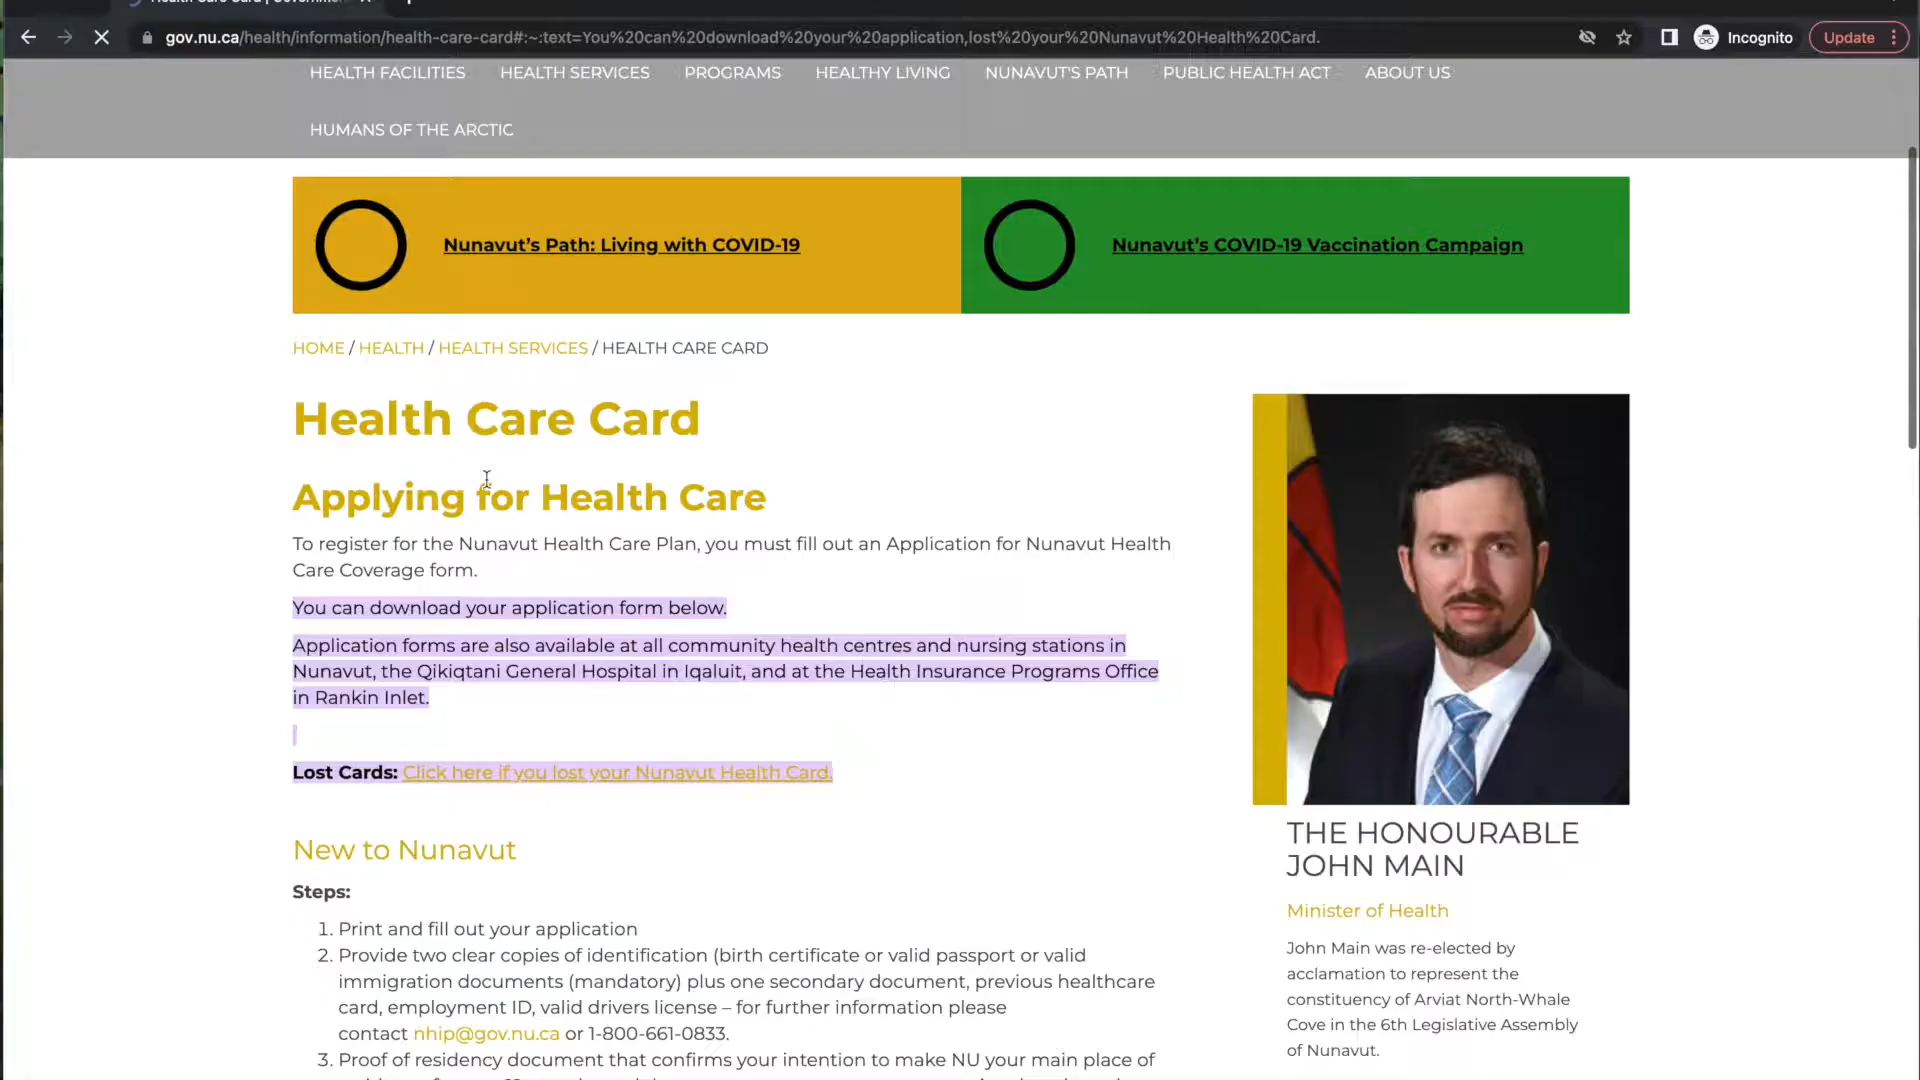 gov.nu.ca/health/information/health-care-card#:~:text=You%20can%20download%20your%20application,lost%20your%20Nunavut%20Health%20Card.
Incognito
Update
HEALTH FACILITIES HEALTH SERVICES PROGRAMS HEALTHY LIVING NUNAVUT'S PATH PUBLIC HEALTH ACT ABOUT US
HUMANS OF THE ARCTIC
Nunavut's Path: Living with COVID-19
Nunavut's COVID-19 Vaccination Campaign
HOME / HEALTH / HEALTH SERVICES / HEALTH CARE CARD
Health Care Card
Applying for Health Care
To register for the Nunavut Health Care Plan, you must fill out an Application for Nunavut Health
Care Coverage form.
You can download your application form below.
Application forms are also available at all community health centres and nursing stations in
Nunavut, the Qikiqtani General Hospital in Iqaluit, and at the Health Insurance Programs Office
in Rankin Inlet.
Lost Cards: Click here if you lost your Nunavut Health Card.
New to Nunavut
Steps:
1. Print and fill out your application
2. Provide two clear copies of identification (birth certificate or valid passport or valid
immigration documents (mandatory) plus one secondary document, previous healthcare
card, employment ID, valid drivers license – for further information please
contact nhip@gov.nu.ca or 1-800-661-0833.
3. Proof of residency document that confirms your intention to make NU your main place of
THE HONOURABLE
JOHN MAIN
Minister of Health
John Main was re-elected by
acclamation to represent the
constituency of Arviat North-Whale
Cove in the 6th Legislative Assembly
of Nunavut.